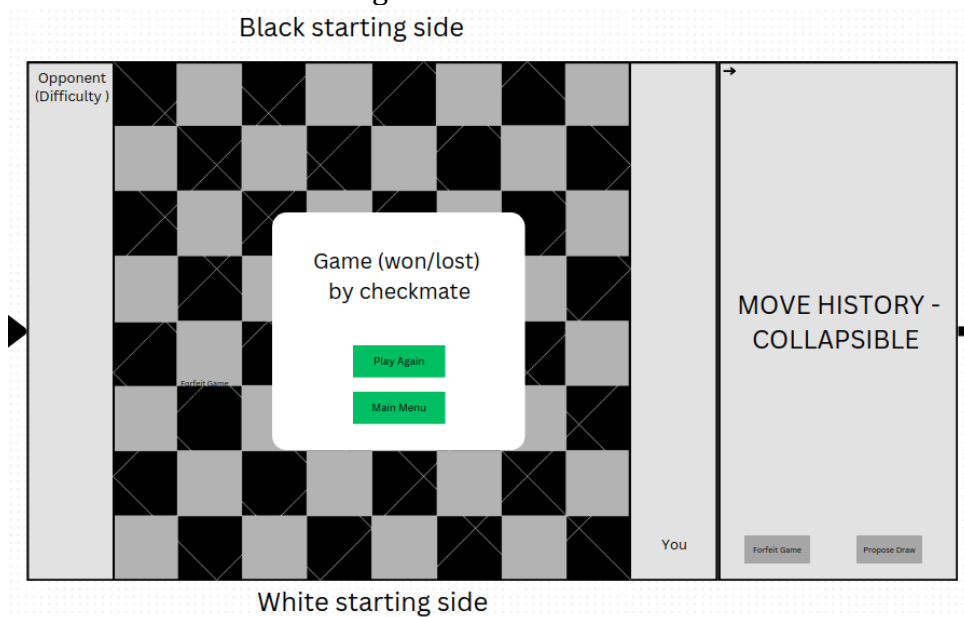 Black starting side
Opponent
(Difficulty )
Game (won/lost)
by checkmate
Play Again
Main Menu
Forfeit Game
You
➔
MOVE HISTORY -
COLLAPSIBLE
Forfeit Game
Propose Draw
White starting side